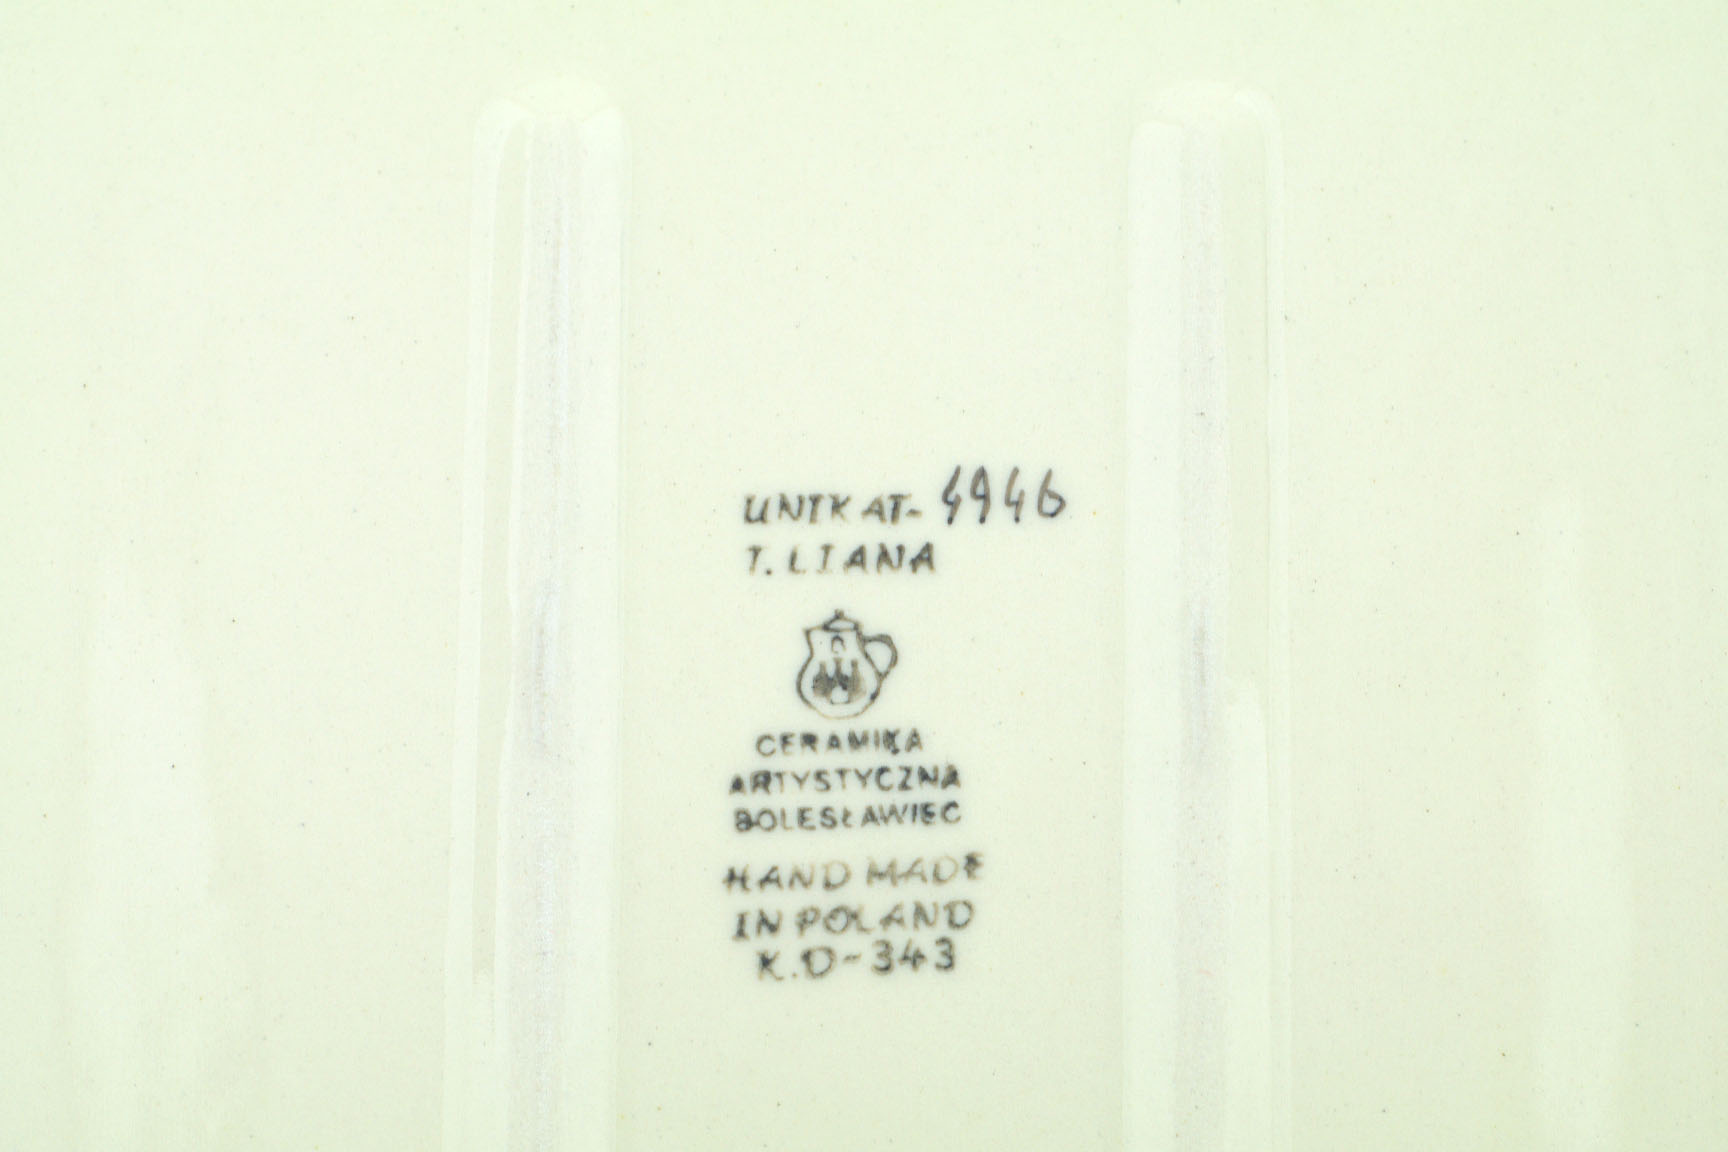 UNIKAT-4946
T. LIANA
CERAMIKA
ARTYSTYCZNA
BOLESŁAWIEC
HAND MADE
IN POLAND
K.D-343